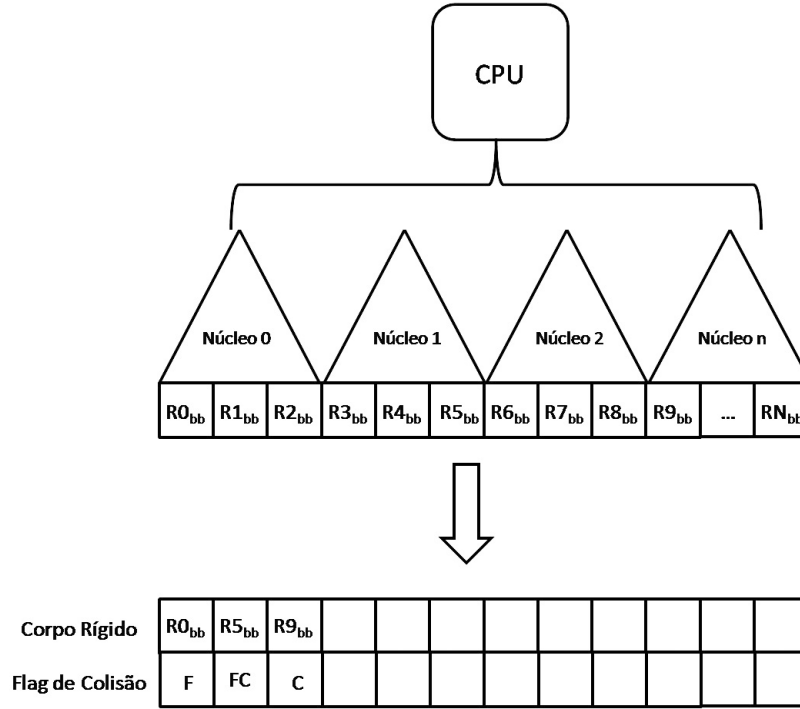 CPU
Núcleo 0 Núcleo 1 Núcleo 2 Núcleo n
R0bb R1bb R2bb R3bb R4bb R5bb R6bb R7bb R8bb R9bb ... RNbb
Corpo Rígido R0bb R5bb R9bb
Flag de Colisão F FC C